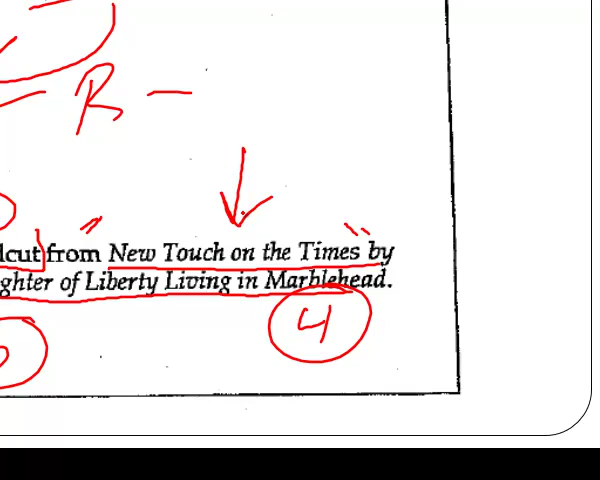 R —
dcut from New Touch on the Times by
ghter of Liberty Living in Marblehead.
4